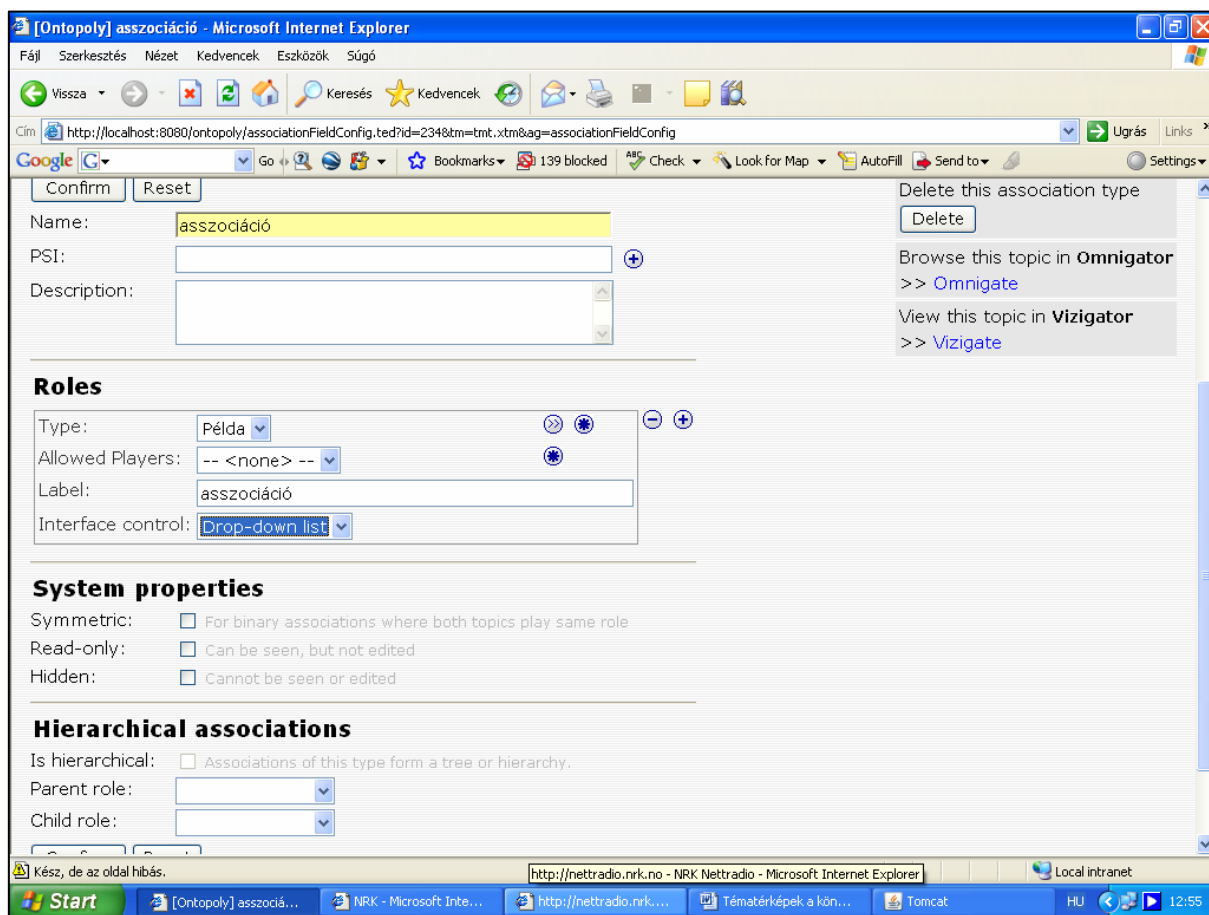 [Ontopoly] asszociáció - Microsoft Internet Explorer
Fájl Szerkesztés Nézet Kedvencek Eszközök Súgó
Vissza Keresés Kedvencek
Cím http://localhost:8080/ontopoly/associationFieldConfig.ted?id=234&tm=tmt.xtm&ag=associationFieldConfig Ugrás Links »
Google G Go Bookmarks 139 blocked ABC Check Look for Map AutoFill Send to Settings
Confirm Reset
Delete this association type
Delete
Name: asszociáció
PSI:
Browse this topic in Omnigator
>> Omnigate
Description:
View this topic in Vizigator
>> Vizigate
Roles
Type: Példa
Allowed Players: -- <none> --
Label: asszociáció
Interface control: Drop-down list
System properties
Symmetric: For binary associations where both topics play same role
Read-only: Can be seen, but not edited
Hidden: Cannot be seen or edited
Hierarchical associations
Is hierarchical: Associations of this type form a tree or hierarchy.
Parent role:
Child role:
Kész, de az oldal hibás.
http://nettradio.nrk.no - NRK Nettradio - Microsoft Internet Explorer
Local intranet
Start [Ontopoly] asszociá... NRK - Microsoft Inte... http://nettradio.nrk.... Tématérképek a kön... Tomcat HU 12:55